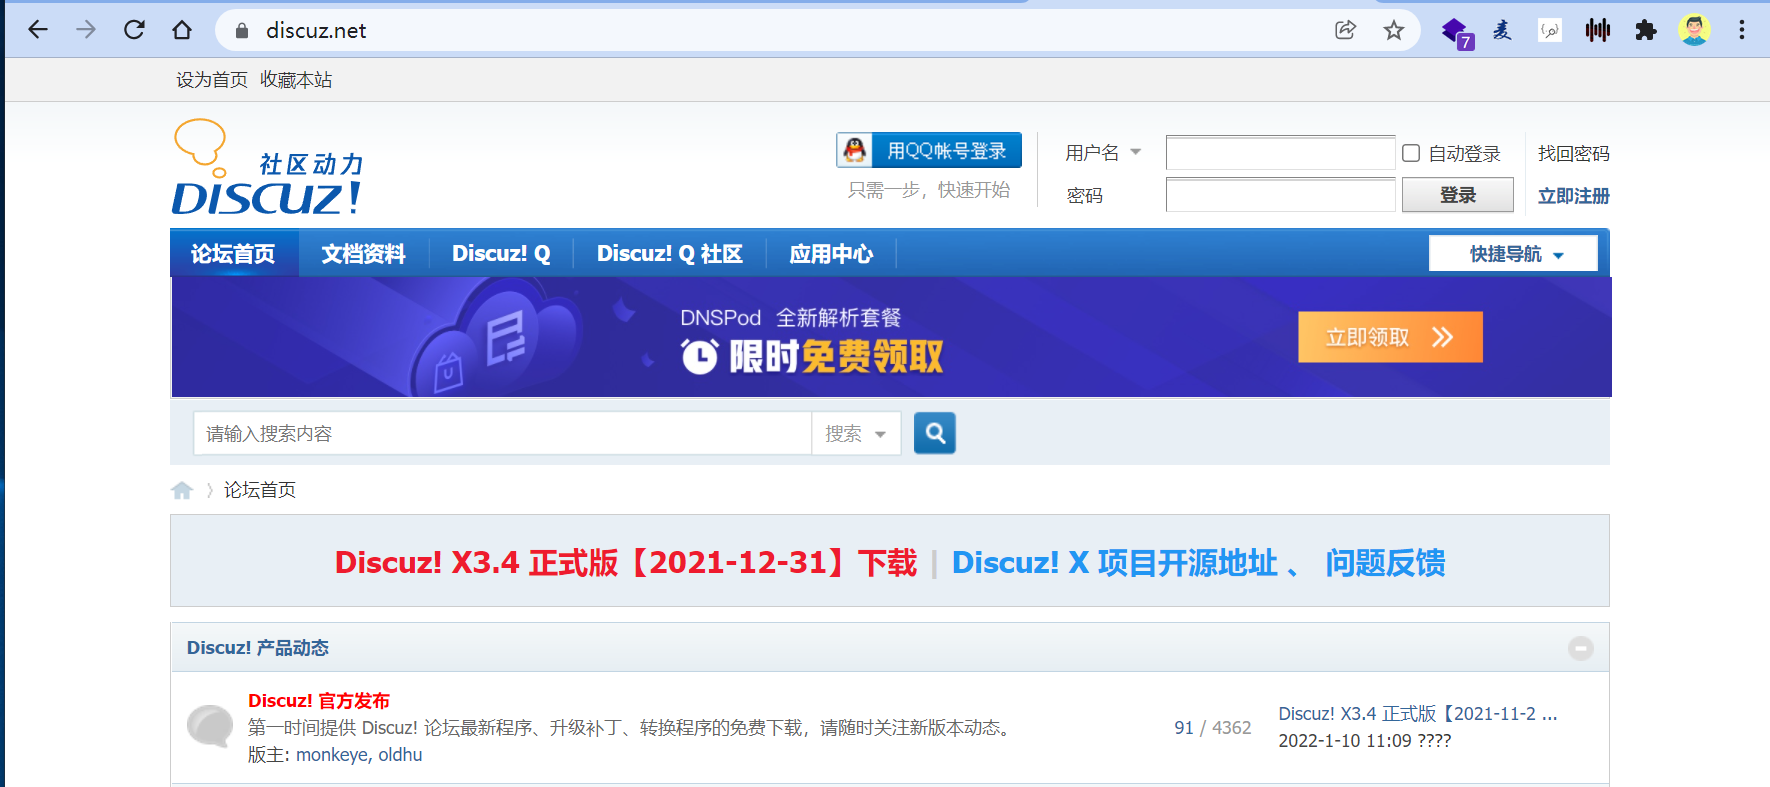 discuz.net
7
设为首页 收藏本站
社区动力
DISCUZ!
用QQ帐号登录
只需一步，快速开始
用户名
自动登录
找回密码
密码
登录
立即注册
论坛首页 文档资料 Discuz! Q Discuz! Q 社区 应用中心 快捷导航
DNSPod 全新解析套餐
限时免费领取
立即领取
请输入搜索内容 搜索
论坛首页
Discuz! X3.4 正式版【2021-12-31】下载 | Discuz! X 项目开源地址 、 问题反馈
Discuz! 产品动态
Discuz! 官方发布
第一时间提供 Discuz! 论坛最新程序、升级补丁、转换程序的免费下载，请随时关注新版本动态。
版主: monkeye, oldhu
91 / 4362
Discuz! X3.4 正式版【2021-11-2 ...
2022-1-10 11:09 ????